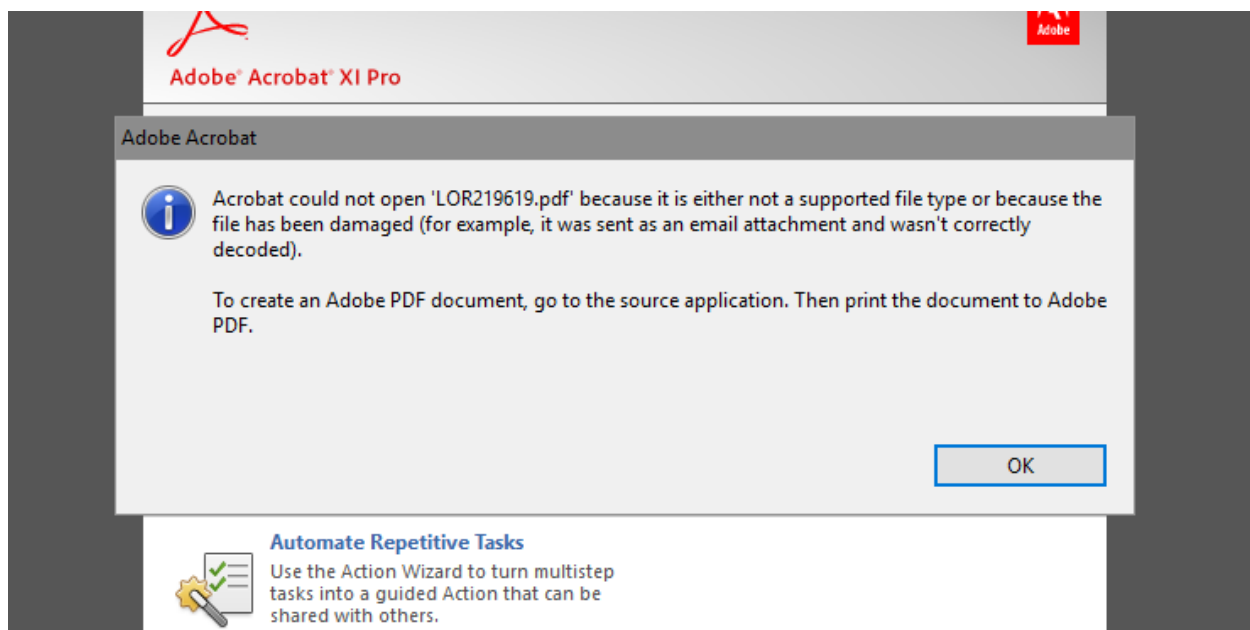 Adobe
Adobe® Acrobat® XI Pro
Adobe Acrobat
Acrobat could not open 'LOR219619.pdf' because it is either not a supported file type or because the
file has been damaged (for example, it was sent as an email attachment and wasn't correctly
decoded).
To create an Adobe PDF document, go to the source application. Then print the document to Adobe
PDF.
OK
Automate Repetitive Tasks
Use the Action Wizard to turn multistep
tasks into a guided Action that can be
shared with others.